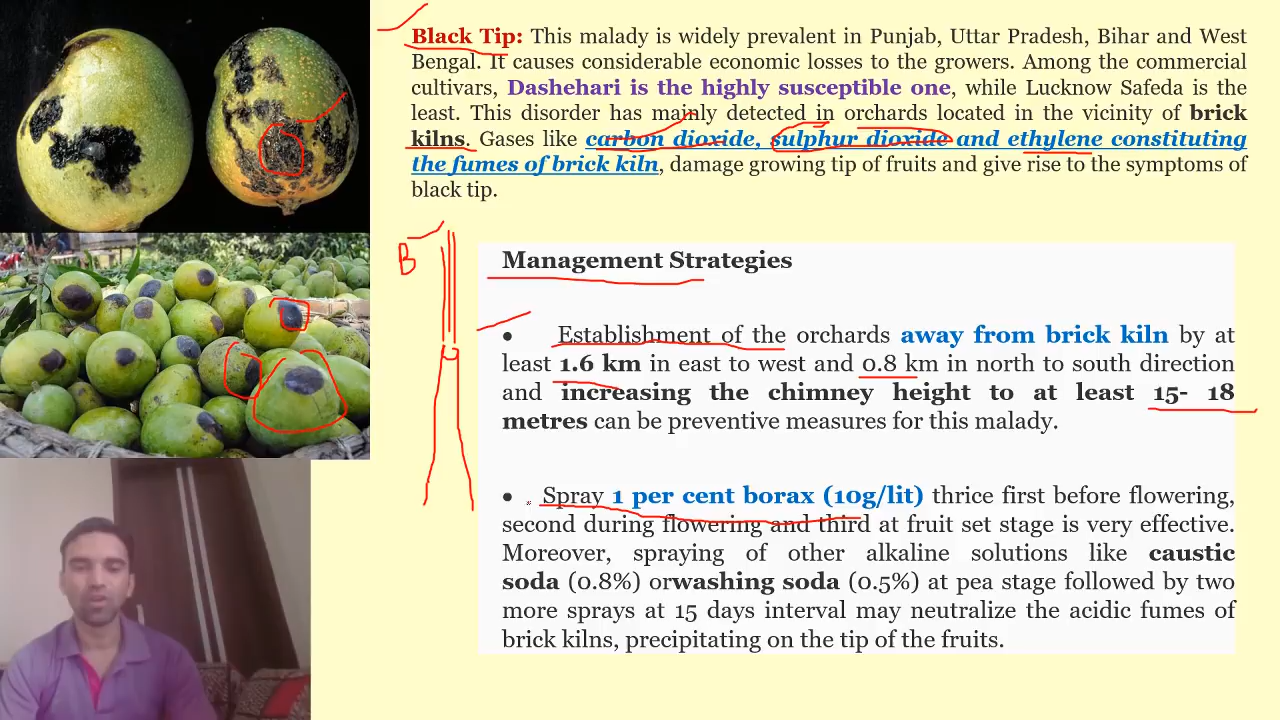 Black Tip: This malady is widely prevalent in Punjab, Uttar Pradesh, Bihar and West
Bengal. It causes considerable economic losses to the growers. Among the commercial
cultivars, Dashehari is the highly susceptible one, while Lucknow Safeda is the
least. This disorder has mainly detected in orchards located in the vicinity of brick
kilns. Gases like carbon dioxide, sulphur dioxide and ethylene constituting
the fumes of brick kiln, damage growing tip of fruits and give rise to the symptoms of
black tip.
B
Management Strategies
• Establishment of the orchards away from brick kiln by at
least 1.6 km in east to west and 0.8 km in north to south direction
and increasing the chimney height to at least 15- 18
metres can be preventive measures for this malady.
• Spray 1 per cent borax (10g/lit) thrice first before flowering,
second during flowering and third at fruit set stage is very effective.
Moreover, spraying of other alkaline solutions like caustic
soda (0.8%) orwashing soda (0.5%) at pea stage followed by two
more sprays at 15 days interval may neutralize the acidic fumes of
brick kilns, precipitating on the tip of the fruits.